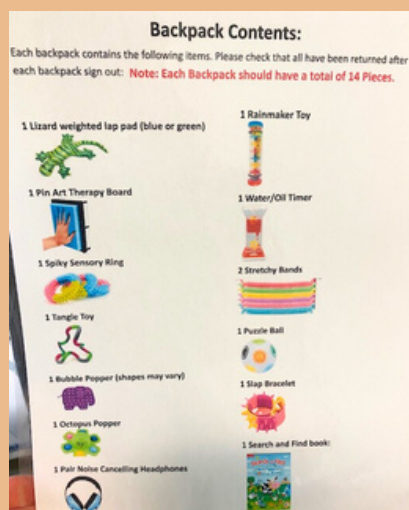 Backpack Contents:
Each backpack contains the following items. Please check that all have been returned after
each backpack sign out: Note: Each Backpack should have a total of 14 Pieces.
1 Lizard weighted lap pad (blue or green)
1 Pin Art Therapy Board
1 Spiky Sensory Ring
1 Tangle Toy
1 Bubble Popper (shapes may vary)
1 Octopus Popper
1 Pair Noise Cancelling Headphones
1 Rainmaker Toy
1 Water/Oil Timer
2 Stretchy Bands
1 Puzzle Ball
1 Slap Bracelet
1 Search and Find book: